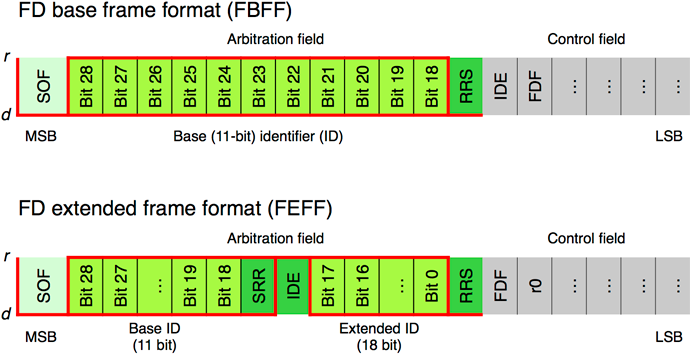 FD base frame format (FBFF)
Arbitration field Control field
r
d
SOF Bit 28 Bit 27 Bit 26 Bit 25 Bit 24 Bit 23 Bit 22 Bit 21 Bit 20 Bit 19 Bit 18 RRS IDE FDF ... ... ... ...
MSB Base (11-bit) identifier (ID) LSB
FD extended frame format (FEFF)
Arbitration field Control field
r
d
SOF Bit 28 Bit 27 ... Bit 19 Bit 18 SRR IDE Bit 17 Bit 16 ... Bit 0 RRS FDF r0 ... ... ... ...
MSB Base ID Extended ID LSB
(11 bit) (18 bit)